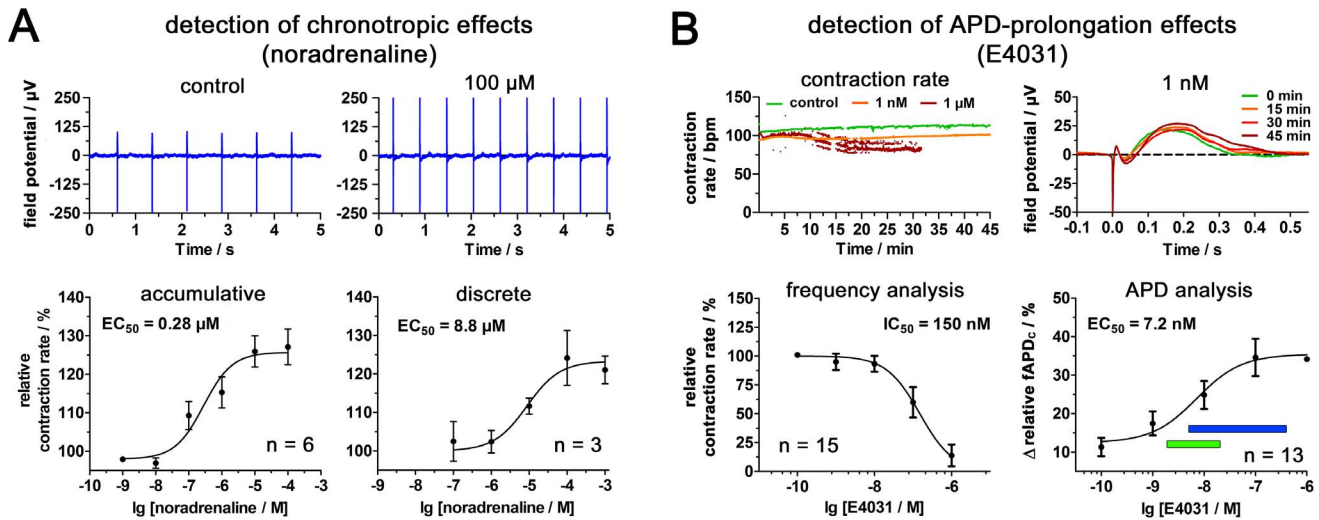 A
detection of chronotropic effects
(noradrenaline)
control
100 µM
field potential / µV
250
125
0
-125
-250
0 1 2 3 4 5
Time / s
250
125
0
-125
-250
0 1 2 3 4 5
Time / s
accumulative
EC50 = 0.28 µM
relative
contraction rate / %
140
130
120
110
100
n = 6
-10 -9 -8 -7 -6 -5 -4 -3
lg [noradrenaline / M]
discrete
EC50 = 8.8 µM
140
130
120
110
100
n = 3
-9 -8 -7 -6 -5 -4 -3
lg [noradrenaline / M]
B
detection of APD-prolongation effects
(E4031)
contraction rate
control 1 nM 1 µM
contraction
rate / bpm
150
125
100
75
50
0
5 10 15 20 25 30 35 40 45
Time / min
1 nM
0 min
15 min
30 min
45 min
field potential / µV
50
25
0
-25
-50
-0.1 0.0 0.1 0.2 0.3 0.4 0.5
Time / s
frequency analysis
IC50 = 150 nM
relative
contraction rate / %
150
125
100
75
50
25
0
n = 15
-10 -9 -8 -7 -6 -5
lg [E4031 / M]
APD analysis
EC50 = 7.2 nM
Δ relative fAPDC / %
50
40
30
20
10
n = 13
-10 -9 -8 -7 -6
lg [E4031 / M]